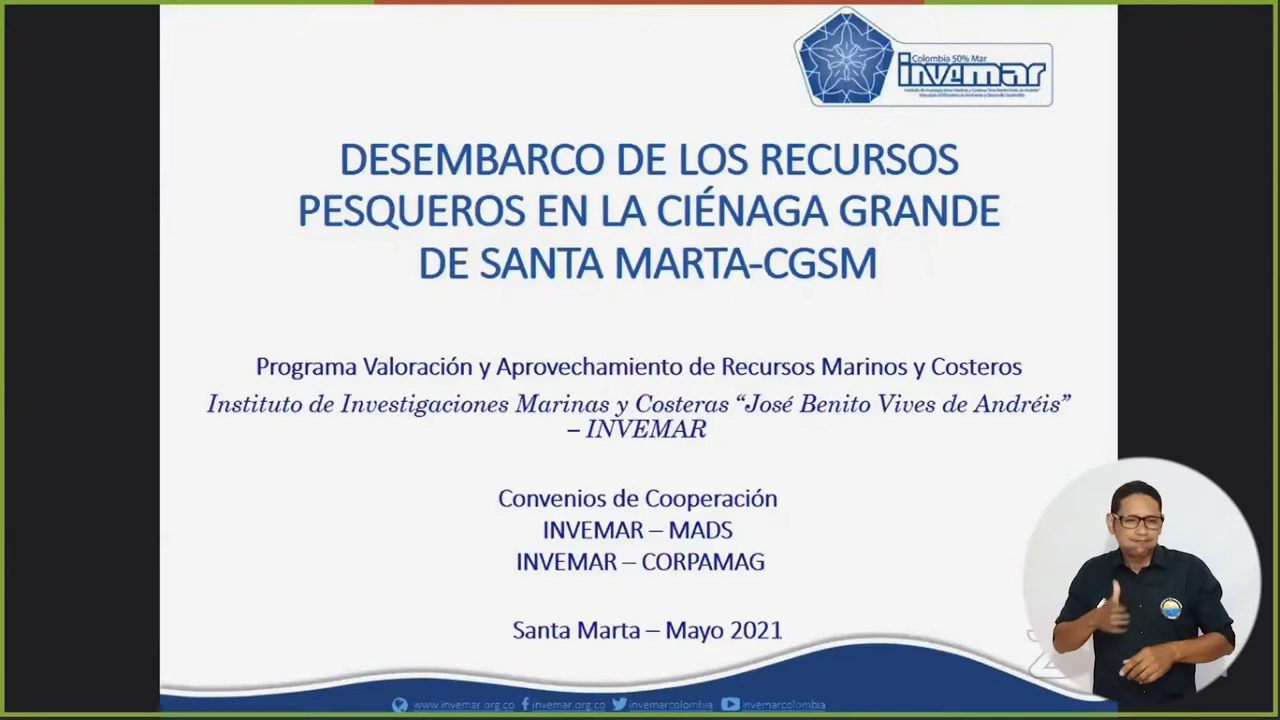 Colombia 50% Mar
invemar
DESEMBARCO DE LOS RECURSOS
PESQUEROS EN LA CIÉNAGA GRANDE
DE SANTA MARTA-CGSM
Programa Valoración y Aprovechamiento de Recursos Marinos y Costeros
Instituto de Investigaciones Marinas y Costeras “José Benito Vives de Andréis”
– INVEMAR
Convenios de Cooperación
INVEMAR – MADS
INVEMAR – CORPAMAG
Santa Marta – Mayo 2021
www.invemar.org.co invemar.org.co invemarcolombia invemarcolombia